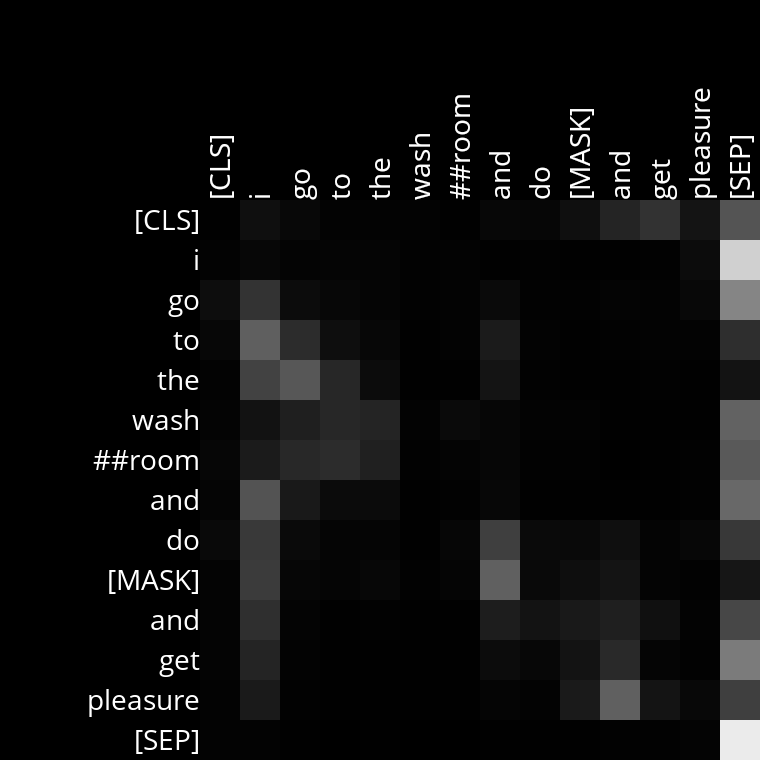 [CLS] i go to the wash ##room and do [MASK] and get pleasure [SEP]
[CLS]
i
go
to
the
wash
##room
and
do
[MASK]
and
get
pleasure
[SEP]